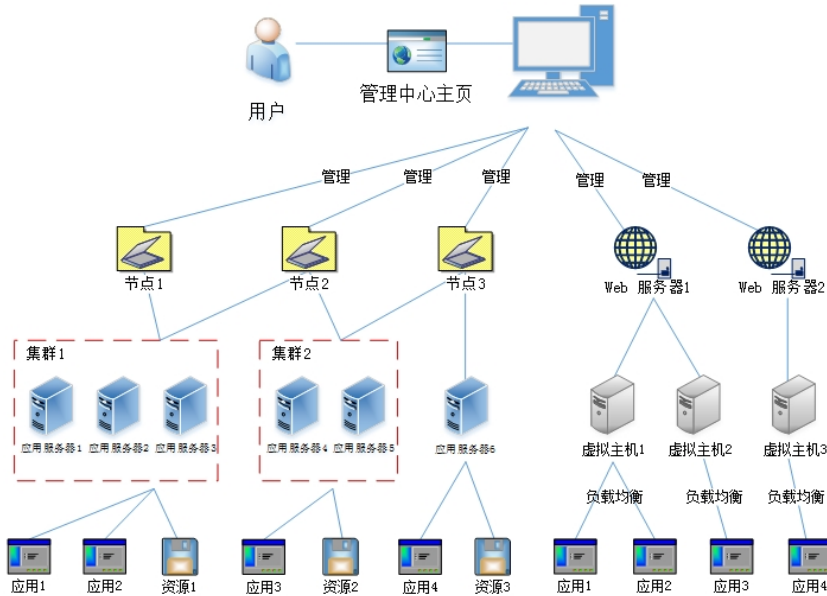 用户
管理中心主页
管理
管理
管理
管理
管理
节点1
节点2
节点3
Web 服务器1
Web 服务器2
集群1
集群2
应用服务器1
应用服务器2
应用服务器3
应用服务器4
应用服务器5
应用服务器6
虚拟主机1
虚拟主机2
虚拟主机3
负载均衡
负载均衡
负载均衡
应用1
应用2
资源1
应用3
资源2
应用4
资源3
应用1
应用2
应用3
应用4